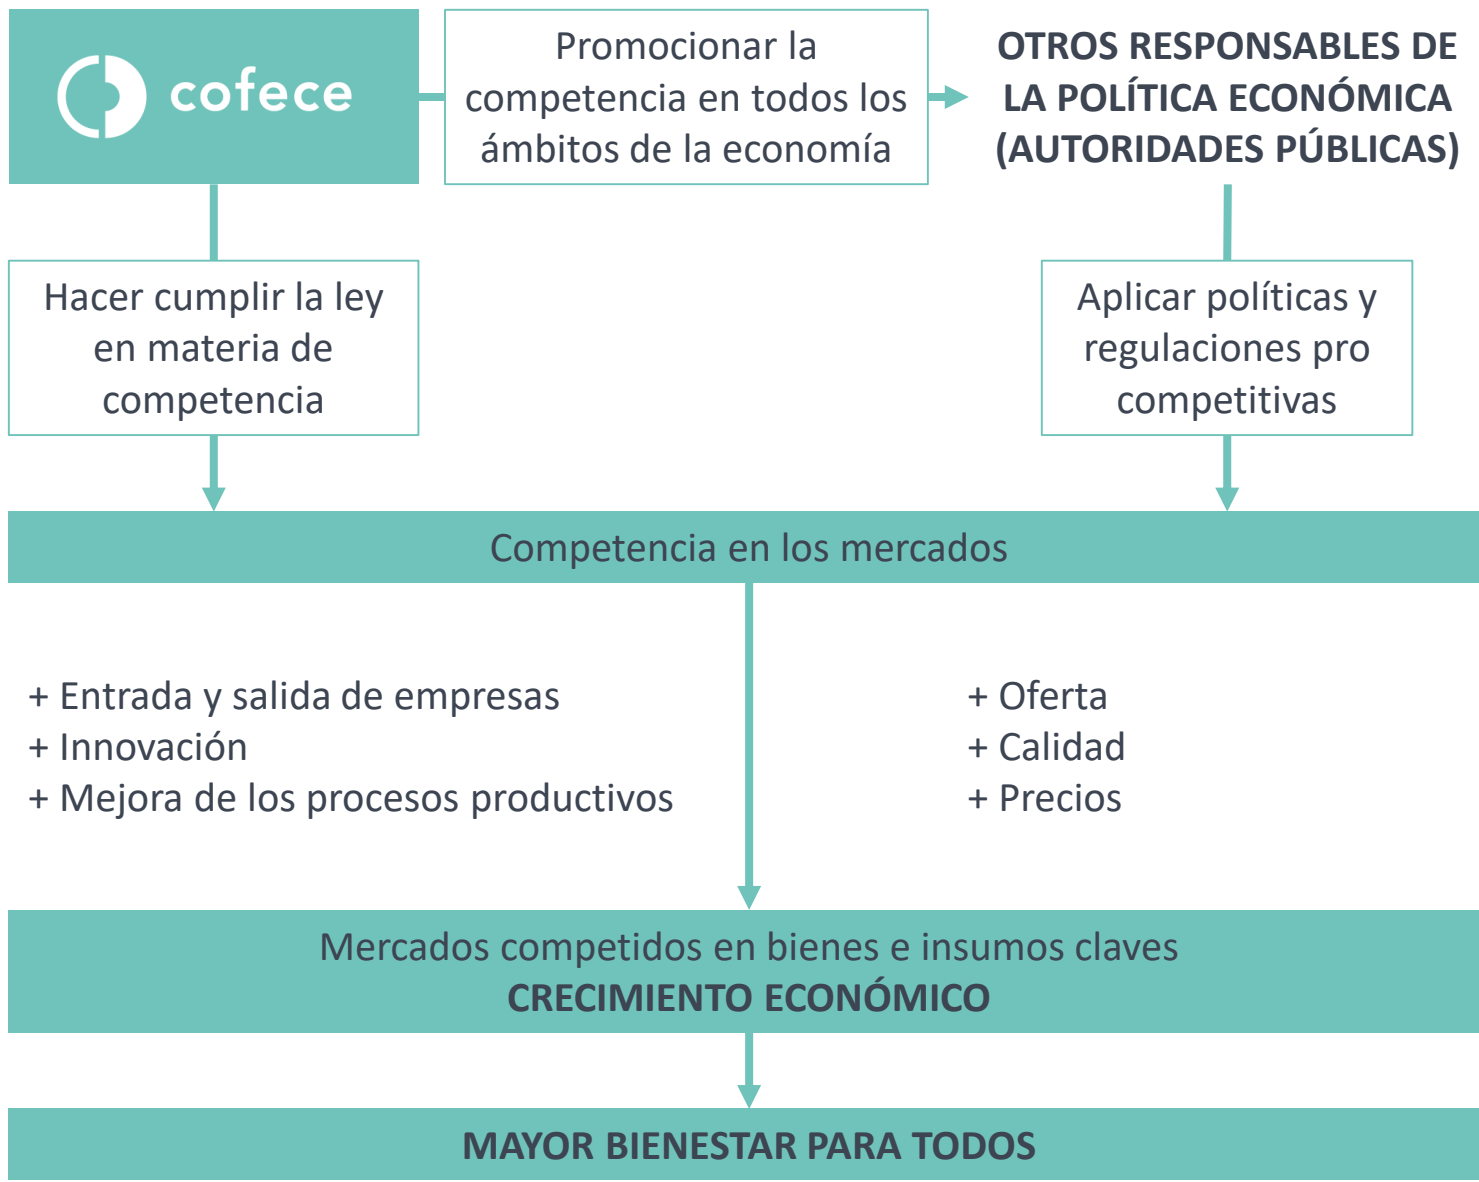 cofece
Promocionar la
competencia en todos los
ámbitos de la economía
OTROS RESPONSABLES DE
LA POLÍTICA ECONÓMICA
(AUTORIDADES PÚBLICAS)
Hacer cumplir la ley
en materia de
competencia
Aplicar políticas y
regulaciones pro
competitivas
Competencia en los mercados
+ Entrada y salida de empresas
+ Innovación
+ Mejora de los procesos productivos
+ Oferta
+ Calidad
+ Precios
Mercados competidos en bienes e insumos claves
CRECIMIENTO ECONÓMICO
MAYOR BIENESTAR PARA TODOS